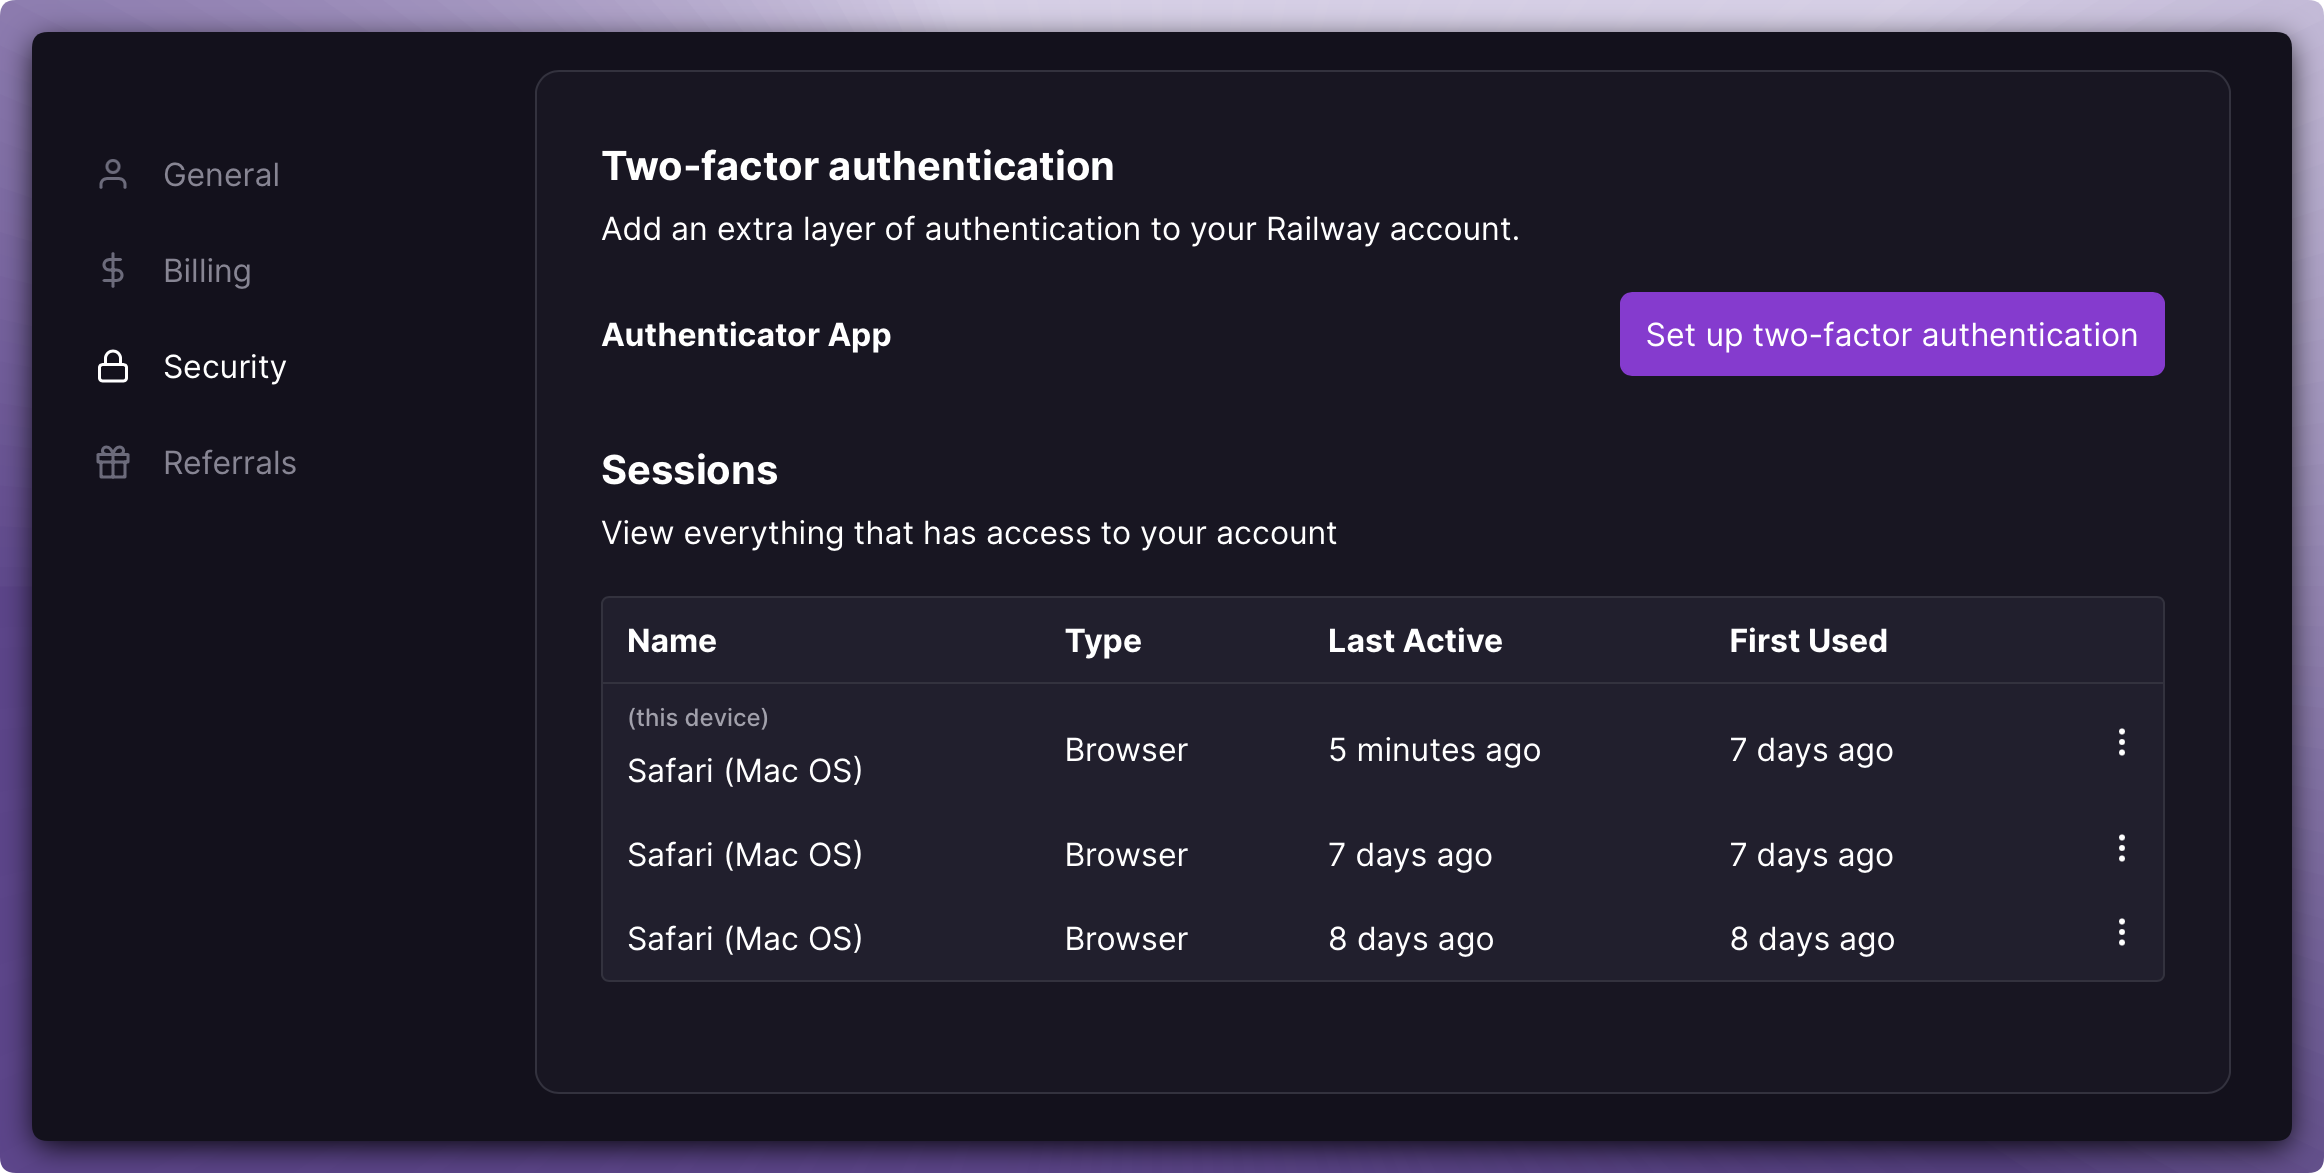 General
Billing
Security
Referrals
Two-factor authentication
Add an extra layer of authentication to your Railway account.
Authenticator App
Set up two-factor authentication
Sessions
View everything that has access to your account
Name Type Last Active First Used
(this device)
Safari (Mac OS) Browser 5 minutes ago 7 days ago
Safari (Mac OS) Browser 7 days ago 7 days ago
Safari (Mac OS) Browser 8 days ago 8 days ago